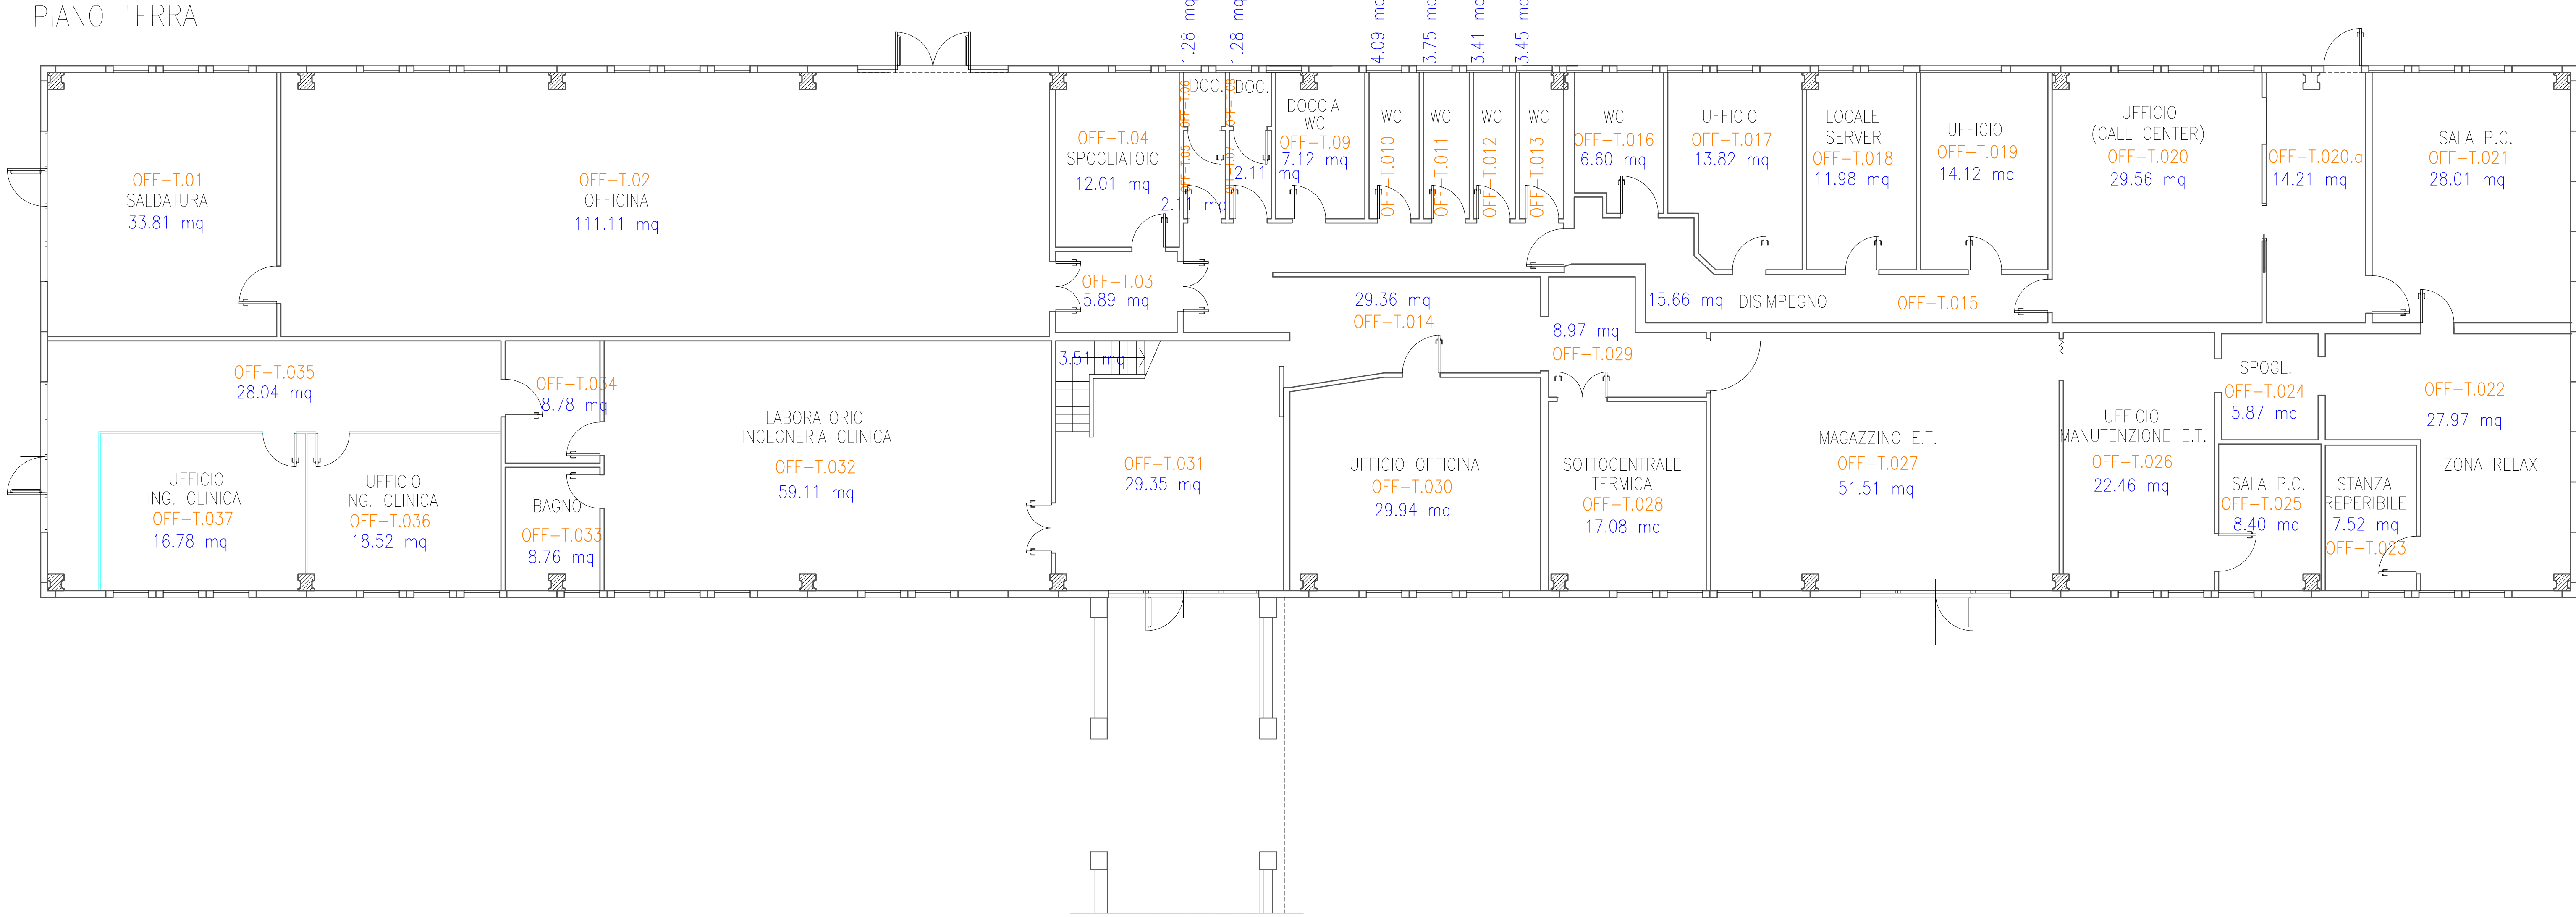 PIANO TERRA
1.28 mq
1.28 mq
4.09 mq
3.75 mq
3.41 mq
3.45 mq
OFF-T.01
SALDATURA
33.81 mq
OFF-T.02
OFFICINA
111.11 mq
OFF-T.04
SPOGLIATOIO
12.01 mq
OFF-T.03
5.89 mq
DOC.
OFF-T.06
OFF-T.05
2.11 mq
DOC.
OFF-T.08
OFF-T.07
2.11 mq
DOCCIA
WC
OFF-T.09
7.12 mq
WC
OFF-T.010
WC
OFF-T.011
WC
OFF-T.012
WC
OFF-T.013
WC
OFF-T.016
6.60 mq
UFFICIO
OFF-T.017
13.82 mq
LOCALE
SERVER
OFF-T.018
11.98 mq
UFFICIO
OFF-T.019
14.12 mq
UFFICIO
(CALL CENTER)
OFF-T.020
29.56 mq
OFF-T.020.a
14.21 mq
SALA P.C.
OFF-T.021
28.01 mq
29.36 mq
OFF-T.014
15.66 mq DISIMPEGNO OFF-T.015
8.97 mq
OFF-T.029
OFF-T.035
28.04 mq
OFF-T.034
8.78 mq
UFFICIO
ING. CLINICA
OFF-T.037
16.78 mq
UFFICIO
ING. CLINICA
OFF-T.036
18.52 mq
BAGNO
OFF-T.033
8.76 mq
LABORATORIO
INGEGNERIA CLINICA
OFF-T.032
59.11 mq
3.51 mq
OFF-T.031
29.35 mq
UFFICIO OFFICINA
OFF-T.030
29.94 mq
SOTTOCENTRALE
TERMICA
OFF-T.028
17.08 mq
MAGAZZINO E.T.
OFF-T.027
51.51 mq
UFFICIO
MANUTENZIONE E.T.
OFF-T.026
22.46 mq
SPOGL.
OFF-T.024
5.87 mq
SALA P.C.
OFF-T.025
8.40 mq
STANZA
REPERIBILE
7.52 mq
OFF-T.023
OFF-T.022
27.97 mq
ZONA RELAX